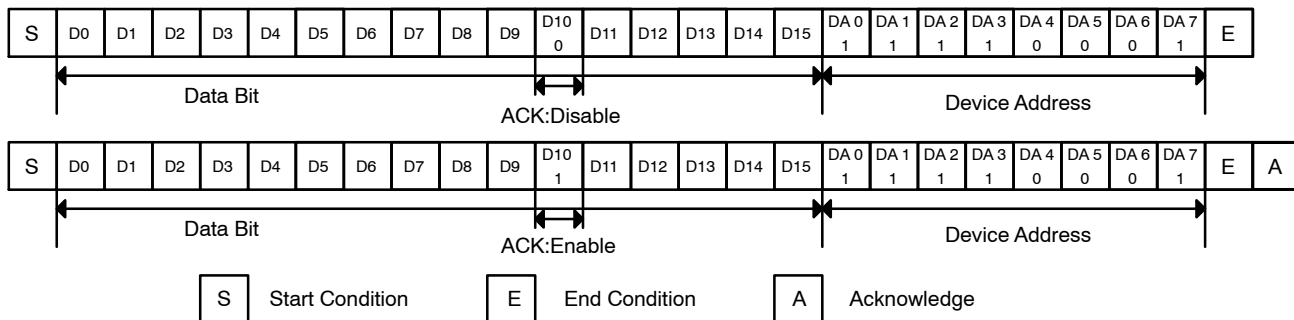 S D0 D1 D2 D3 D4 D5 D6 D7 D8 D9 D10 0 D11 D12 D13 D14 D15 DA 0 1 DA 1 1 DA 2 1 DA 3 1 DA 4 0 DA 5 0 DA 6 0 DA 7 1 E
Data Bit
Device Address
ACK:Disable
S D0 D1 D2 D3 D4 D5 D6 D7 D8 D9 D10 1 D11 D12 D13 D14 D15 DA 0 1 DA 1 1 DA 2 1 DA 3 1 DA 4 0 DA 5 0 DA 6 0 DA 7 1 E A
Data Bit
Device Address
ACK:Enable
S Start Condition E End Condition A Acknowledge